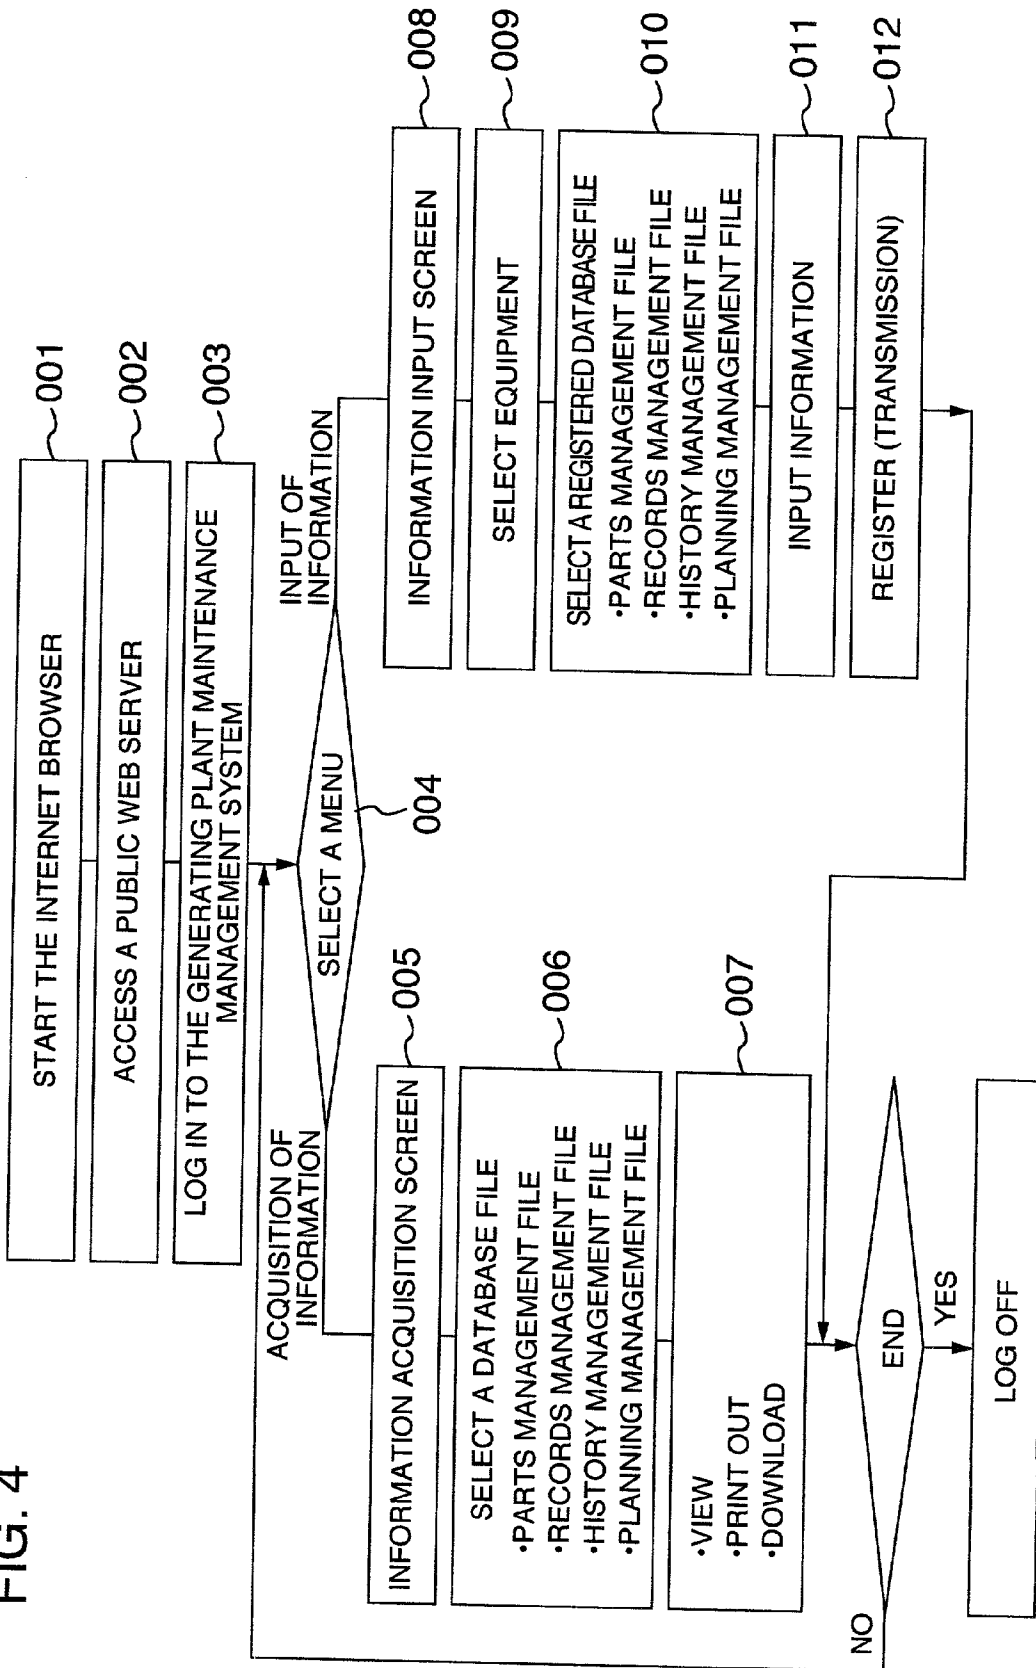 FIG. 4
START THE INTERNET BROWSER
001
ACCESS A PUBLIC WEB SERVER
002
LOG IN TO THE GENERATING PLANT MAINTENANCE
MANAGEMENT SYSTEM
003
SELECT A MENU
004
ACQUISITION OF
INFORMATION
INPUT OF
INFORMATION
INFORMATION ACQUISITION SCREEN
005
SELECT A DATABASE FILE
•PARTS MANAGEMENT FILE
•RECORDS MANAGEMENT FILE
•HISTORY MANAGEMENT FILE
•PLANNING MANAGEMENT FILE
006
•VIEW
•PRINT OUT
•DOWNLOAD
007
INFORMATION INPUT SCREEN
008
SELECT EQUIPMENT
009
SELECT A REGISTERED DATABASE FILE
•PARTS MANAGEMENT FILE
•RECORDS MANAGEMENT FILE
•HISTORY MANAGEMENT FILE
•PLANNING MANAGEMENT FILE
010
INPUT INFORMATION
011
REGISTER (TRANSMISSION)
012
END
NO
YES
LOG OFF